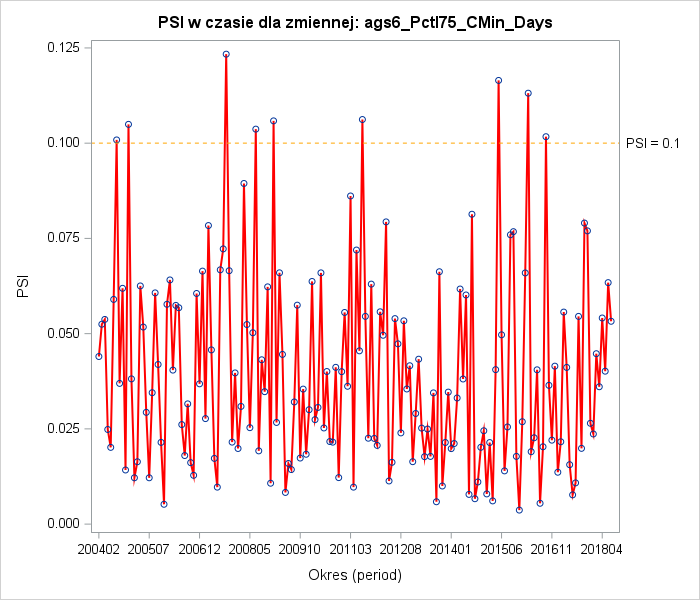 PSI w czasie dla zmiennej: ags6_Pctl75_CMin_Days
0.125
0.100
0.075
0.050
0.025
0.000
PSI
PSI = 0.1
200402 200507 200612 200805 200910 201103 201208 201401 201506 201611 201804
Okres (period)